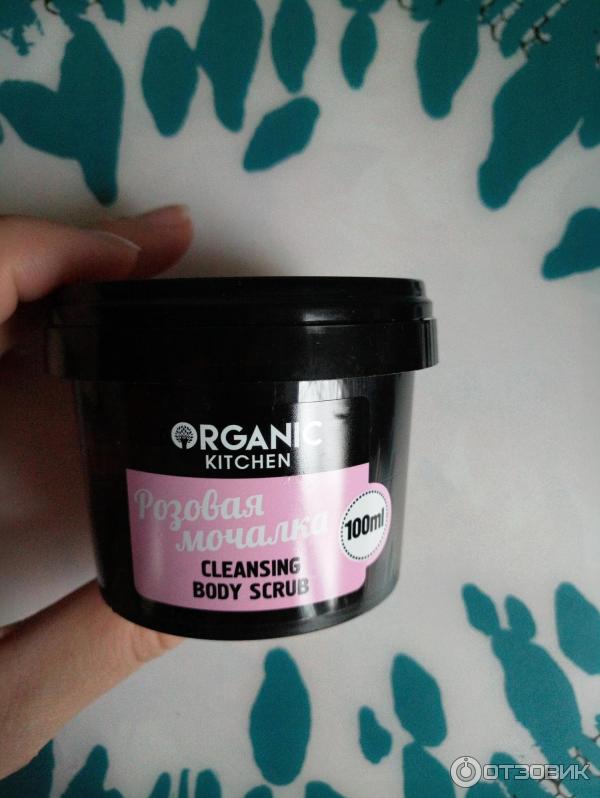 ORGANIC
KITCHEN
Розовая
мочалка
100ml
CLEANSING
BODY SCRUB
ОТЗОВИК